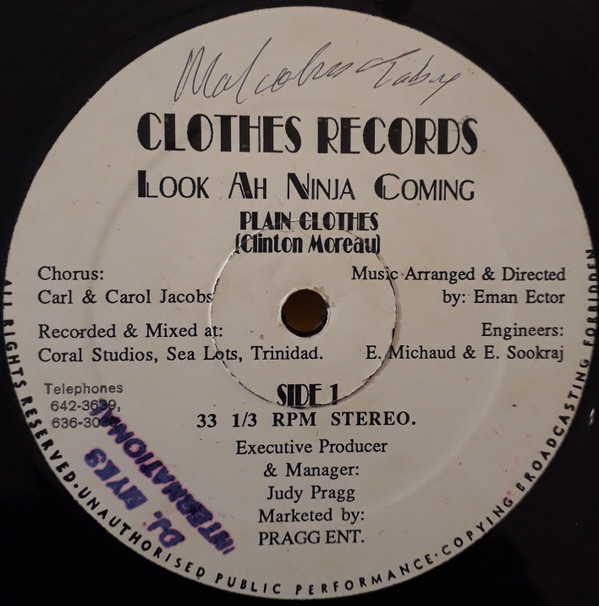 CLOTHES RECORDS
LOOK AH NINJA COMING
PLAIN CLOTHES
(Clinton Moreau)
Chorus:
Carl & Carol Jacobs
Music Arranged & Directed
by: Eman Ector
Recorded & Mixed at:
Coral Studios, Sea Lots, Trinidad.
Engineers:
E. Michaud & E. Sookraj
Telephones
642-3639,
SIDE 1
33 1/3 RPM STEREO.
Executive Producer
& Manager:
Judy Pragg
Marketed by:
PRAGG ENT.
DJ. HYES
INTERNATIONAL
ALL RIGHTS RESERVED·UNAUTHORISED PUBLIC PERFORMANCE·COPYING BROADCASTING FORBIDDEN